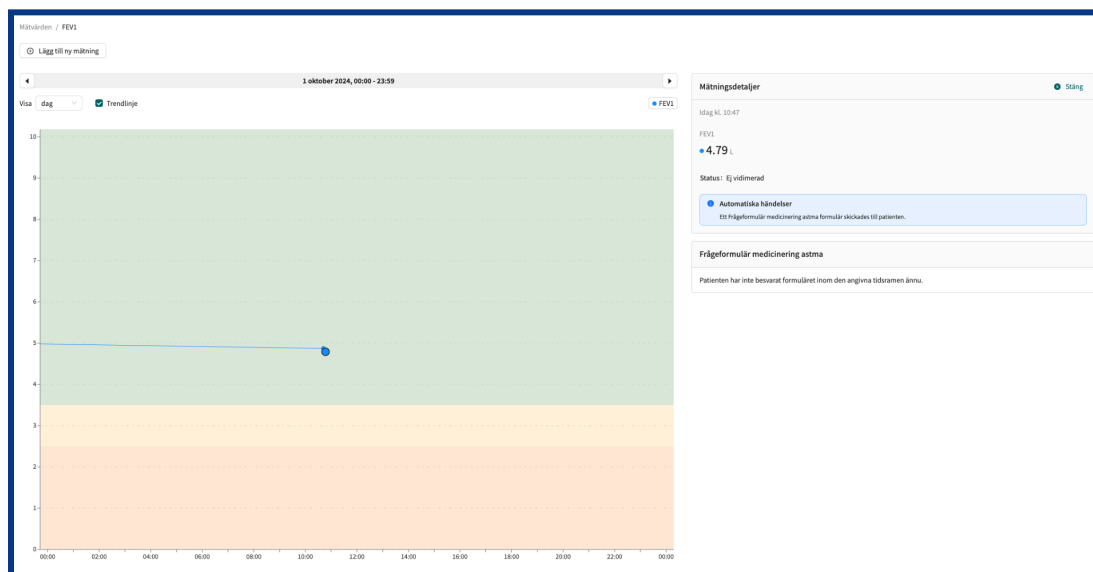 Mätvärden / FEV1
Lägg till ny mätning
1 oktober 2024, 00:00 - 23:59
Visa dag Trendlinje FEV1
10
9
8
7
6
5
4
3
2
1
0
00:00 02:00 04:00 06:00 08:00 10:00 12:00 14:00 16:00 18:00 20:00 22:00 00:00
Mätningsdetaljer Stäng
Idag kl. 10:47
FEV1
4.79 L
Status: Ej vidimerad
Automatiska händelser
Ett Frågeformulär medicinering astma formulär skickades till patienten.
Frågeformulär medicinering astma
Patienten har inte besvarat formuläret inom den angivna tidsramen ännu.